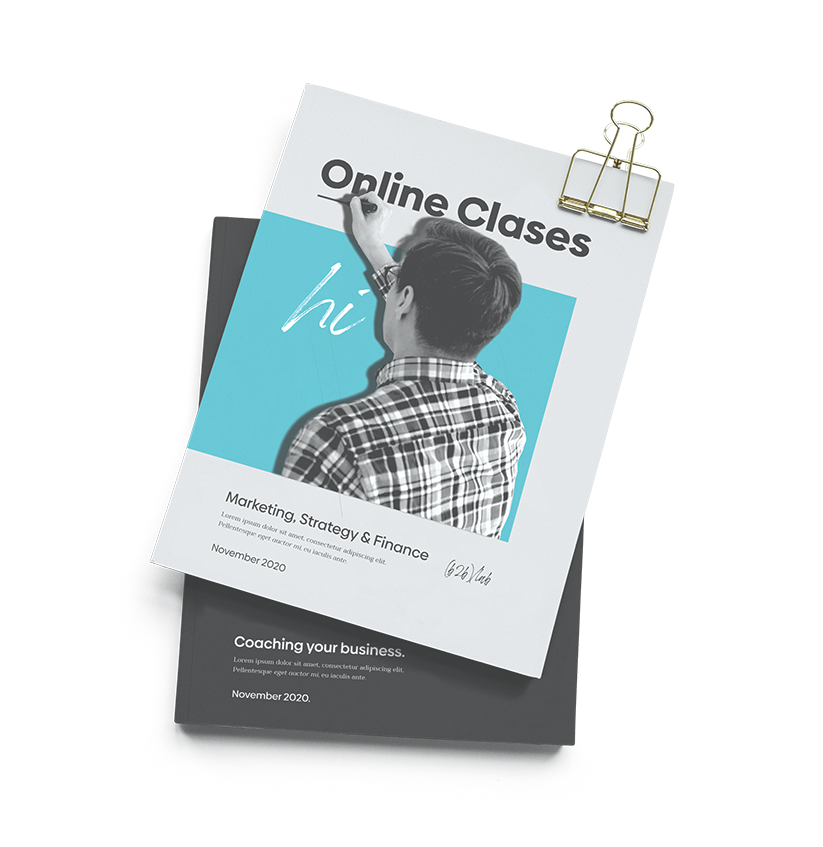 Online Clases
hi
Marketing, Strategy & Finance
Lorem ipsum dolor sit amet, consectetur adipiscing elit.
Pellentesque eget auctor mi, eu iaculis ante.
November 2020
(b2b)lab
Coaching your business.
Lorem ipsum dolor sit amet, consectetur adipiscing elit.
Pellentesque eget auctor mi, eu iaculis ante.
November 2020.